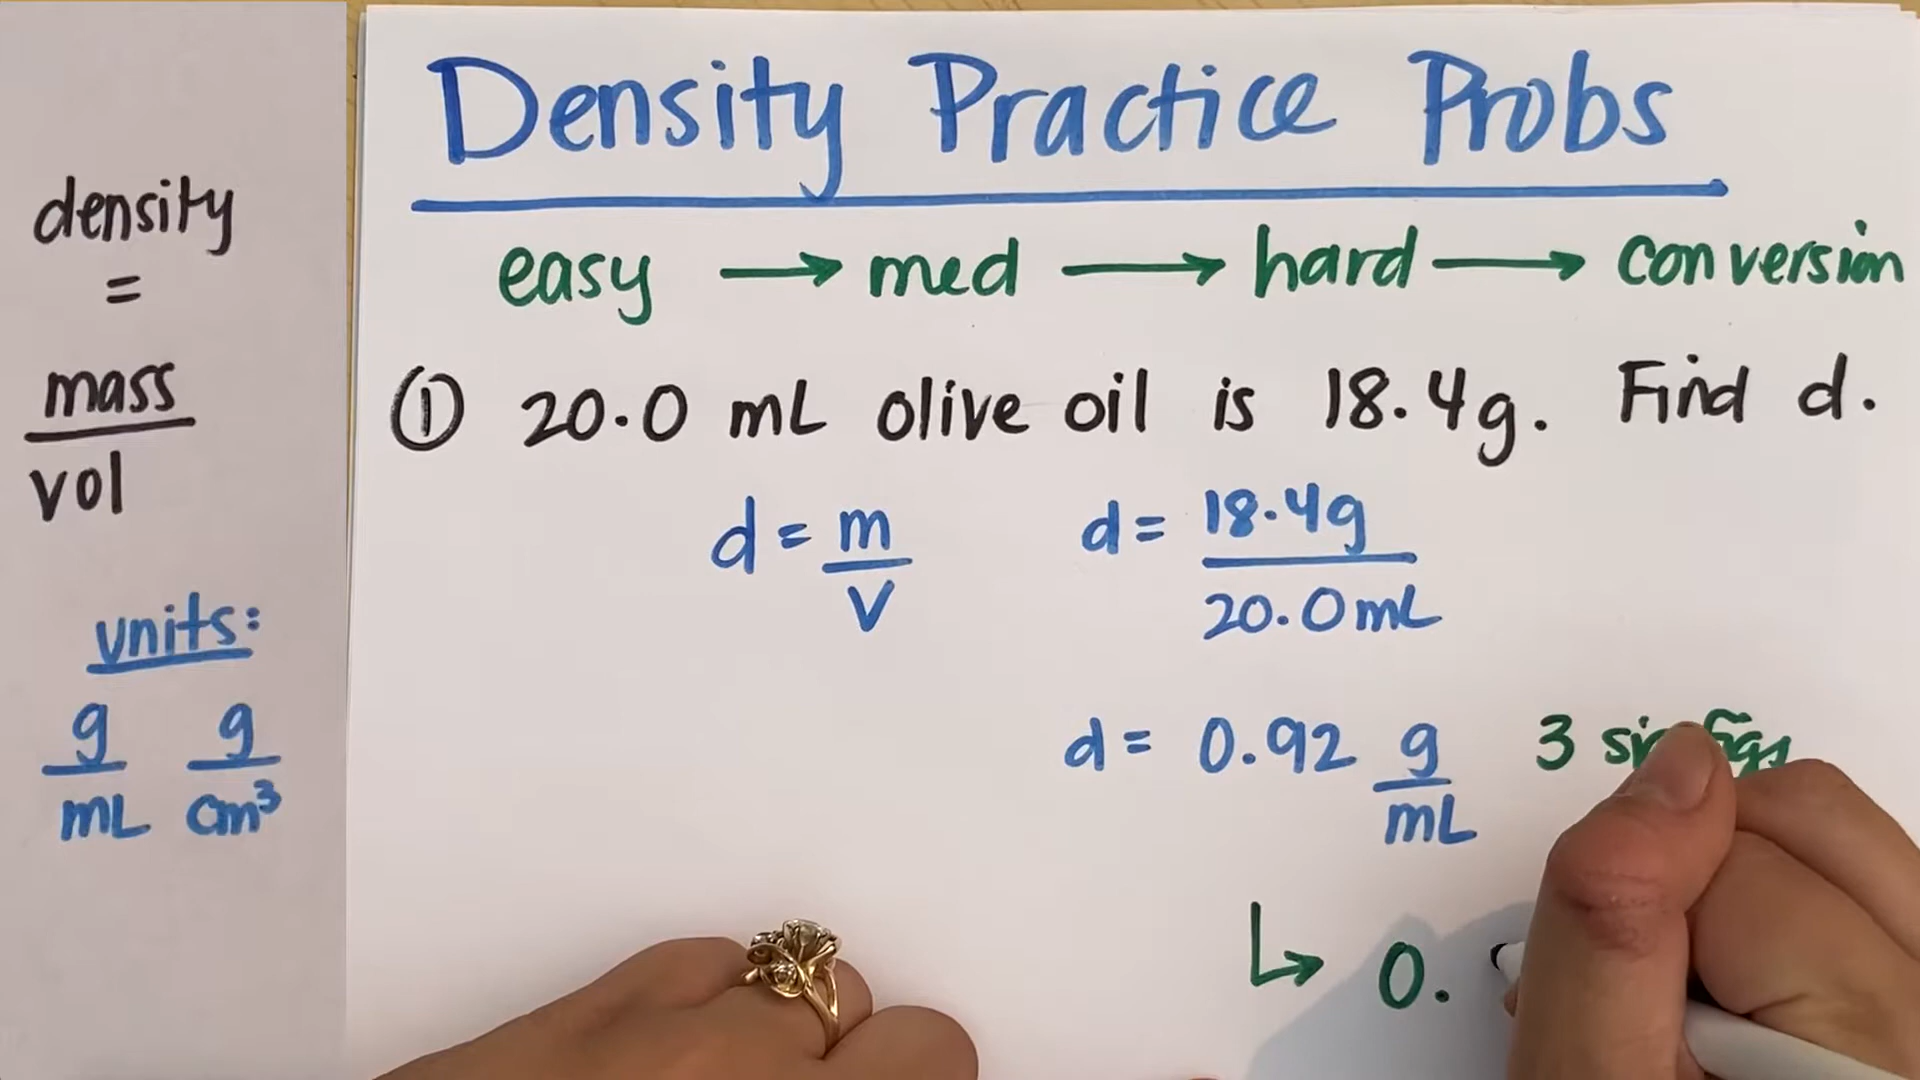 density
=
mass
vol
units:
g g
mL cm³
Density Practice Probs
easy → med → hard → conversion
① 20.0 mL olive oil is 18.4g. Find d.
d = m
V
d = 18.4g
20.0mL
d = 0.92 g
mL
3
↳ 0.